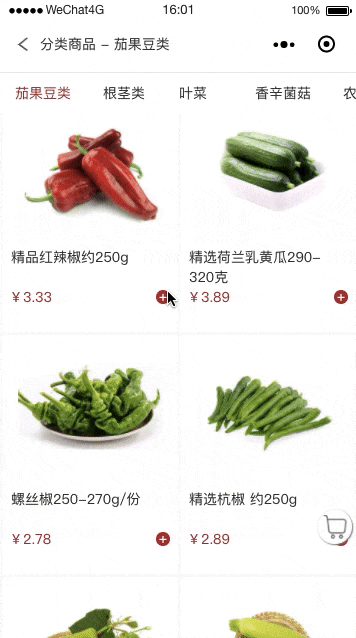 WeChat4G 16:01 100%
分类商品 - 茄果豆类
茄果豆类 根茎类 叶菜 香辛菌菇 农
精品红辣椒约250g
精选荷兰乳黄瓜290-
320克
¥3.33
¥3.89
螺丝椒250-270g/份
精选杭椒 约250g
¥2.78
¥2.89